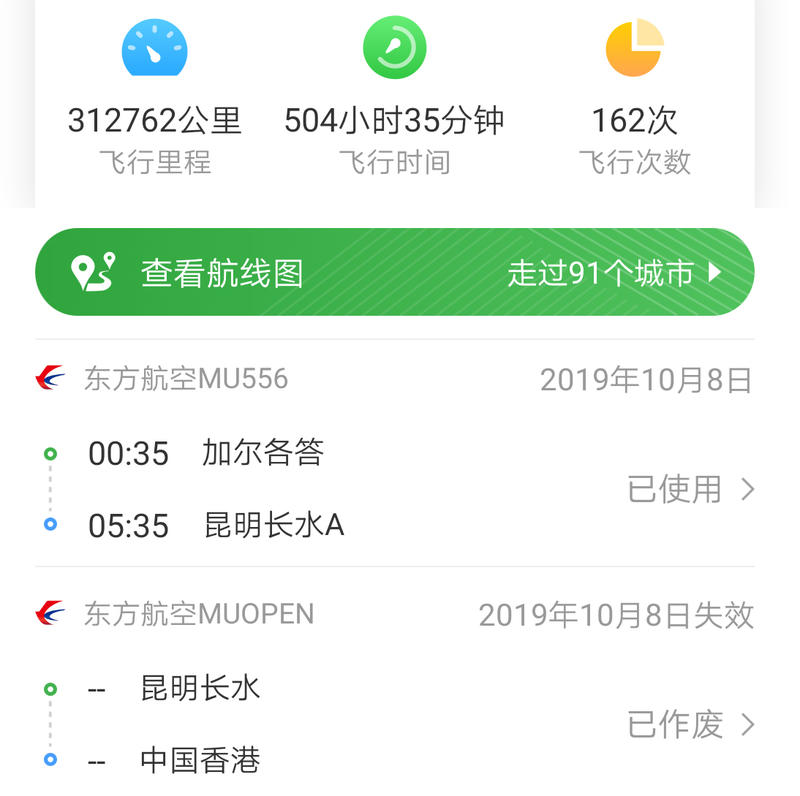 312762公里 504小时35分钟 162次
飞行里程 飞行时间 飞行次数
查看航线图 走过91个城市
东方航空MU556 2019年10月8日
00:35 加尔各答
已使用
05:35 昆明长水A
东方航空MUOPEN 2019年10月8日失效
-- 昆明长水
已作废
-- 中国香港